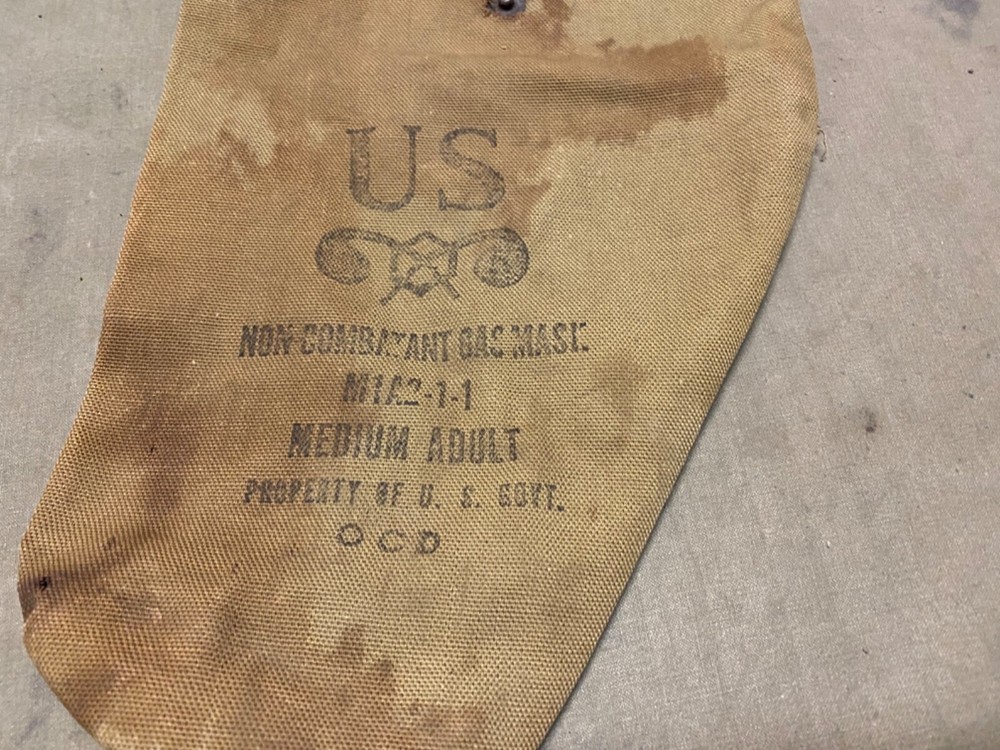 US
NON-COMBATANT GAS MASK
M1A2-1-1
MEDIUM ADULT
PROPERTY OF U. S. GOVT.
OCD